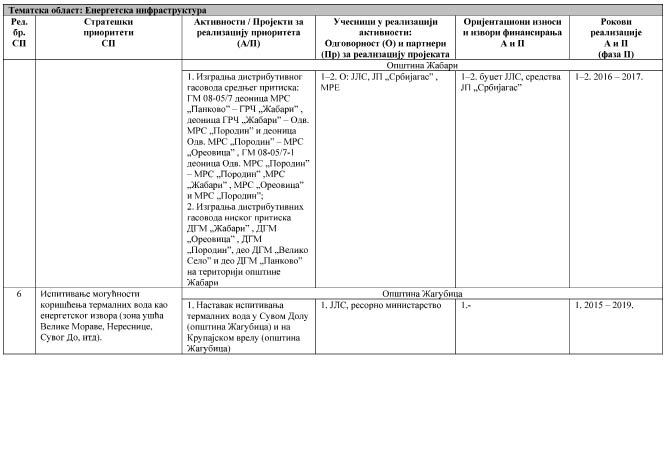 Тематска област: Енергетска инфраструктура
Рел.
бр.
СП
Стратешки
приоритети
СП
Активности / Пројекти за
реализацију приоритета
(А/П)
Учесници у реализацији
активности:
Одговорност (О) и партнери
(Пр) за реализацију пројеката
Оријентациони износи
и извори финансирања
А и П
Рокови
реализације
А и П
(фаза II)
Општина Жабари
1. Изградња дистрибутивног
гасовода средњег притиска:
ГМ 08-05/7 деоница МРС
„Панково” – ГРЧ „Жабари” ,
деоница ГРЧ „Жабари” – Одв.
МРС „Породин” и деоница
Одв. МРС „Породин” – МРС
„Ореовица” , ГМ 08-05/7-1
деоница Одв. МРС „Породин”
– МРС „Породин” ,МРС
„Жабари” , МРС „Ореовица”
и МРС „Породин”;
2. Изградња дистрибутивних
гасовода ниског притиска
ДГМ „Жабари” , ДГМ
„Ореовица” , ДГМ
„Породин”, део ДГМ „Велико
Село” и део ДГМ „Панково”
на територији општине
Жабари
1–2. О: ЈЛС, ЈП „Србијагас” ,
МРЕ
1–2. буџет ЈЛС, средства
ЈП „Србијагас”
1–2. 2016 – 2017.
6
Испитивање могућности
коришћења термалних вода као
енергетског извора (зона ушћа
Велике Мораве, Нереснице,
Сувог До, итд).
Општина Жагубица
1. Наставак испитивања
термалних вода у Сувом Долу
(општина Жагубица) и на
Крупајском врелу (општина
Жагубица)
1. ЈЛС, ресорно министарство
1.-
1. 2015 – 2019.